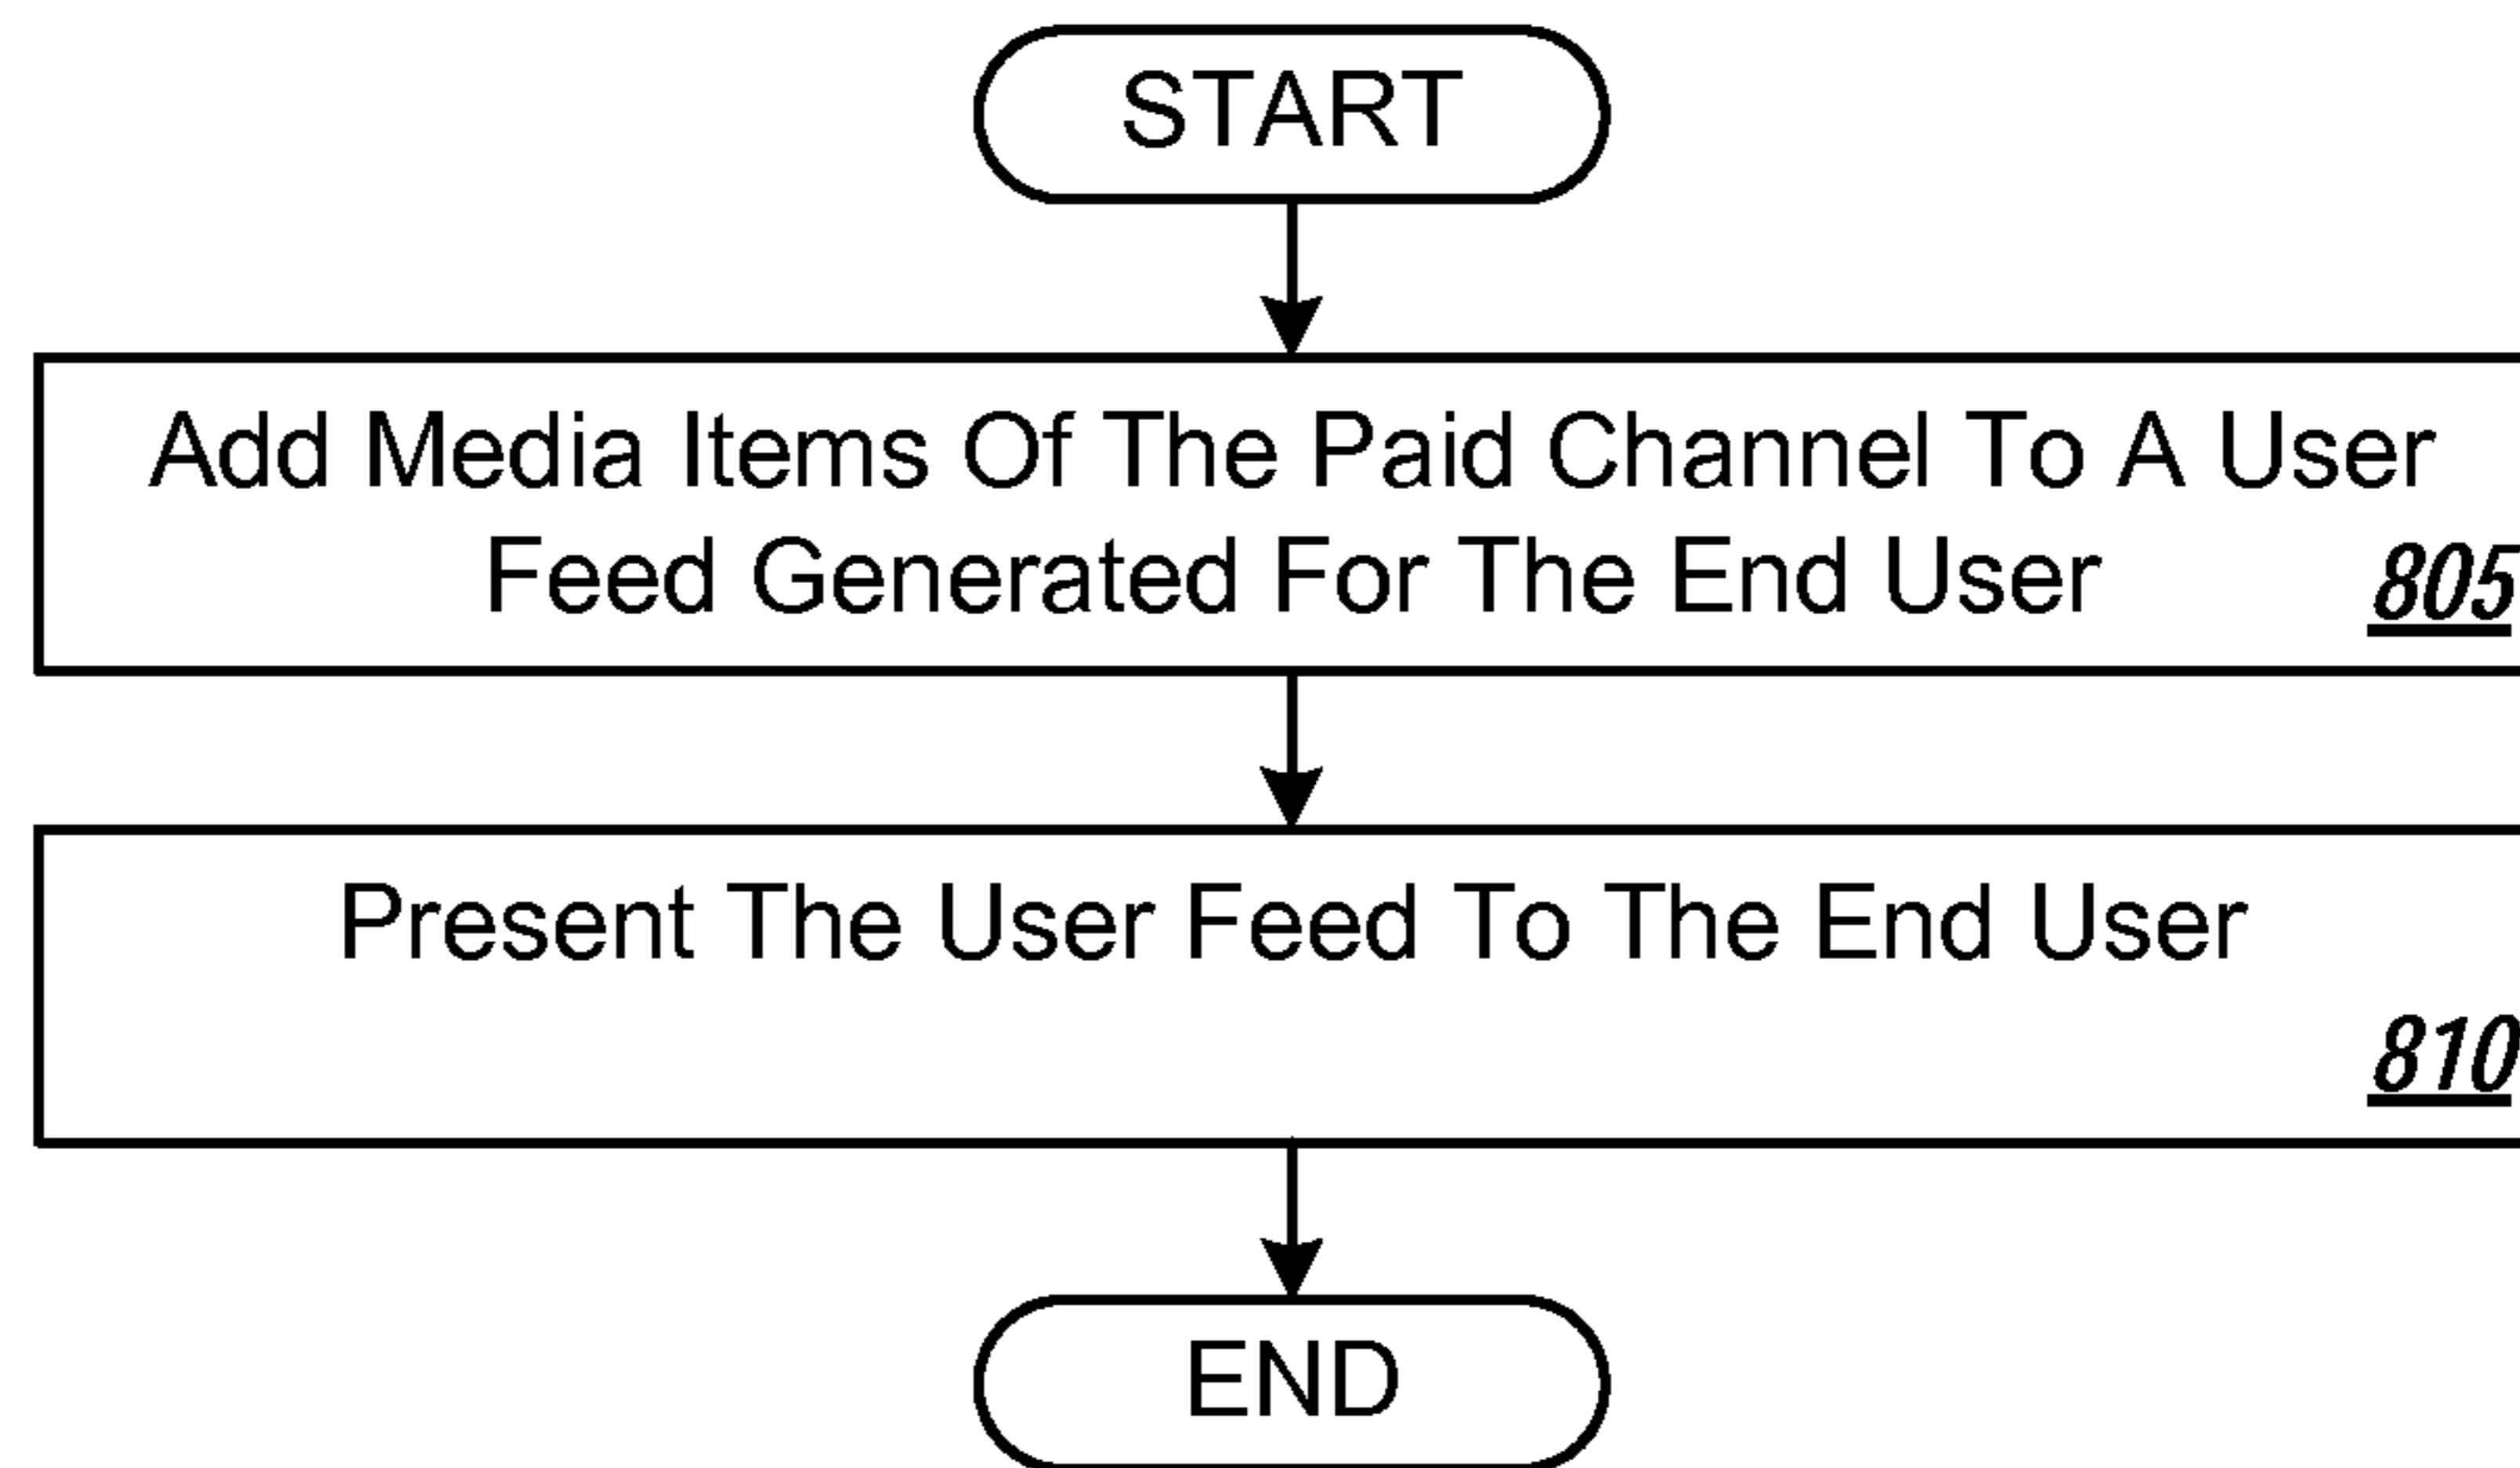 START
Add Media Items Of The Paid Channel To A User
Feed Generated For The End User 805
Present The User Feed To The End User
810
END